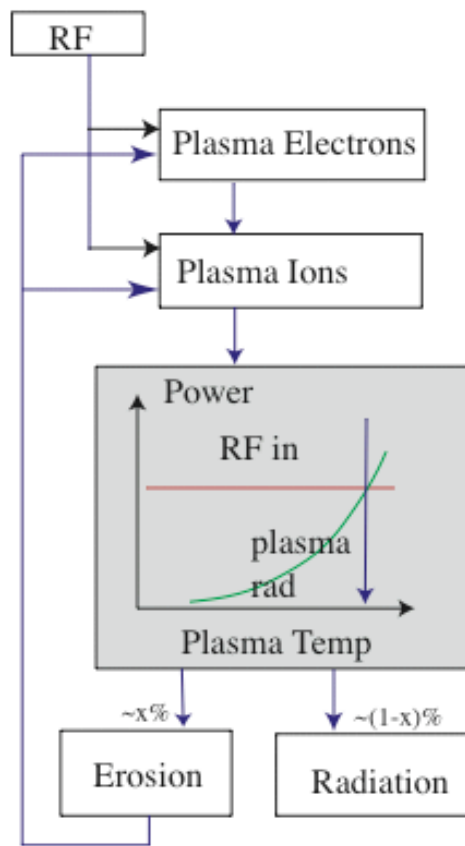 RF
Plasma Electrons
Plasma Ions
Power
RF in
plasma
rad
Plasma Temp
~x%
~(1-x)%
Erosion
Radiation